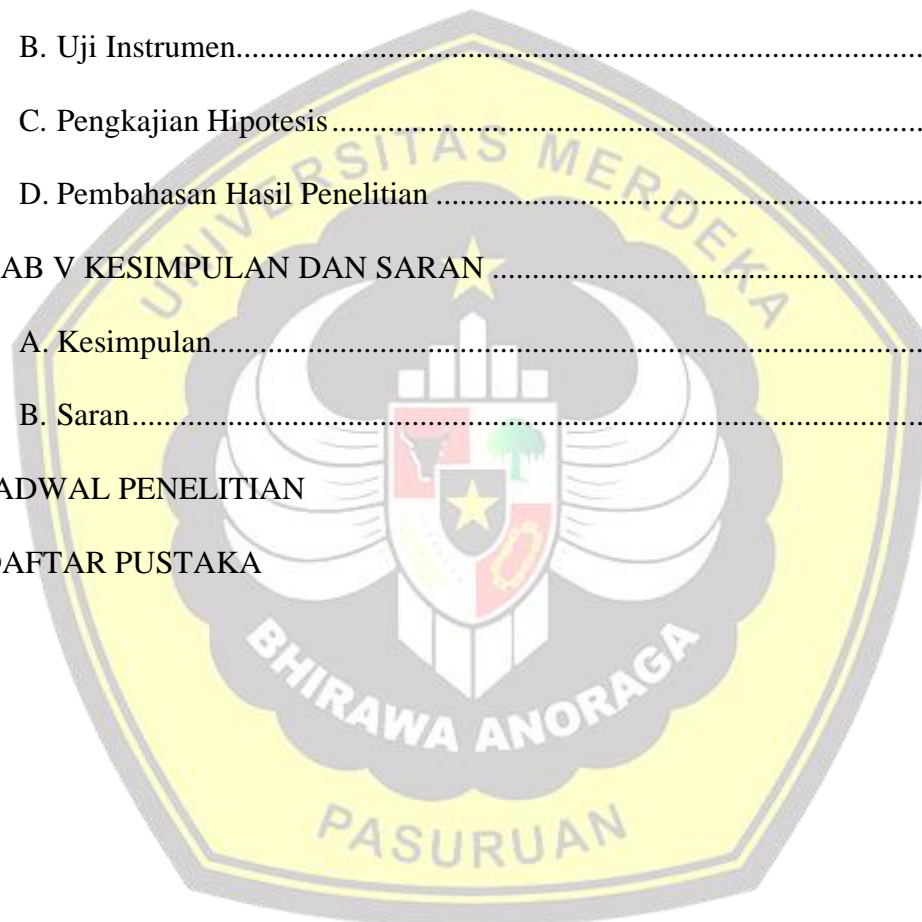 B. Uji Instrumen..........................................................................................
C. Pengkajian Hipotesis..............................................................................
D. Pembahasan Hasil Penelitian .................................................................
AB V KESIMPULAN DAN SARAN ..........................................................
A. Kesimpulan.............................................................................................
B. Saran.......................................................................................................
ADWAL PENELITIAN
DAFTAR PUSTAKA
UNIVERSITAS MERDEKA
BHIRAWA ANORAGA
PASURUAN